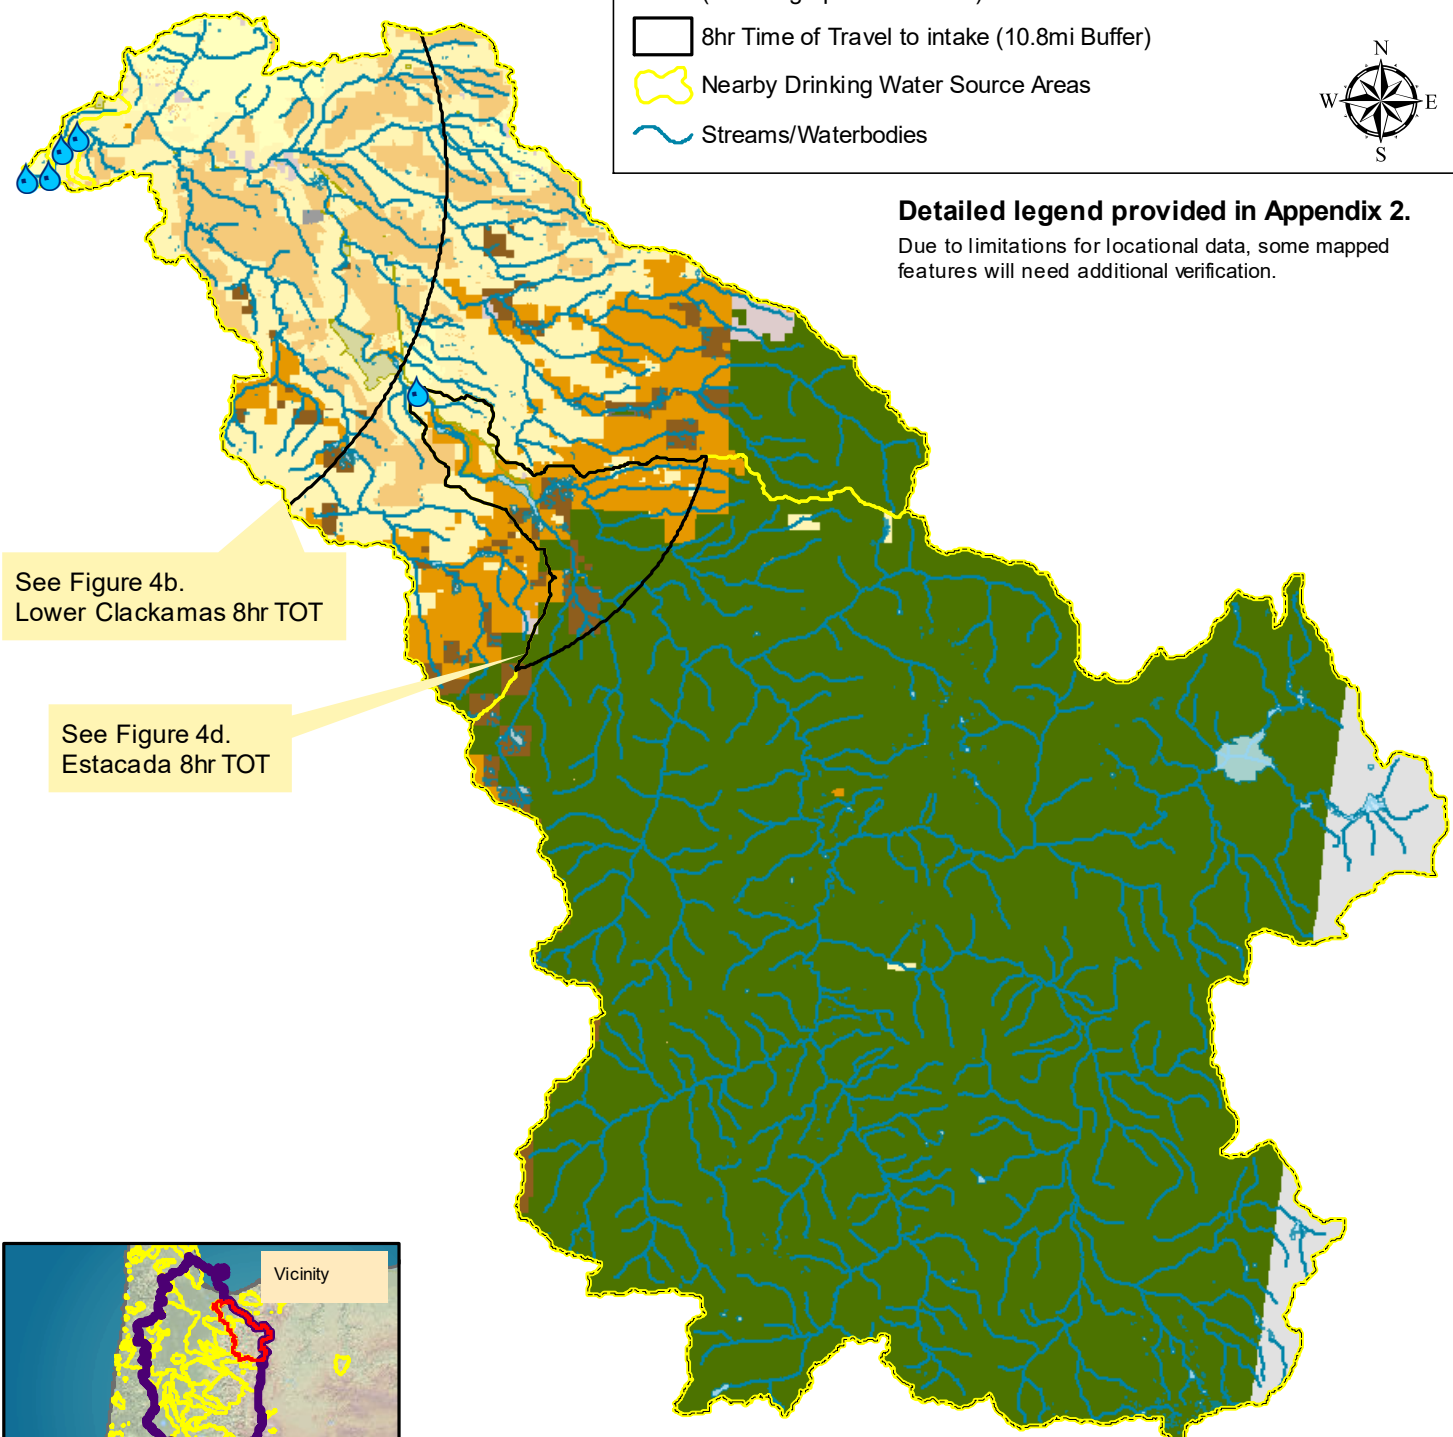 8hr Time of Travel to intake (10.8mi Buffer)
Nearby Drinking Water Source Areas
Streams/Waterbodies
N
W
E
S
Detailed legend provided in Appendix 2.
Due to limitations for locational data, some mapped
features will need additional verification.
See Figure 4b.
Lower Clackamas 8hr TOT
See Figure 4d.
Estacada 8hr TOT
Vicinity